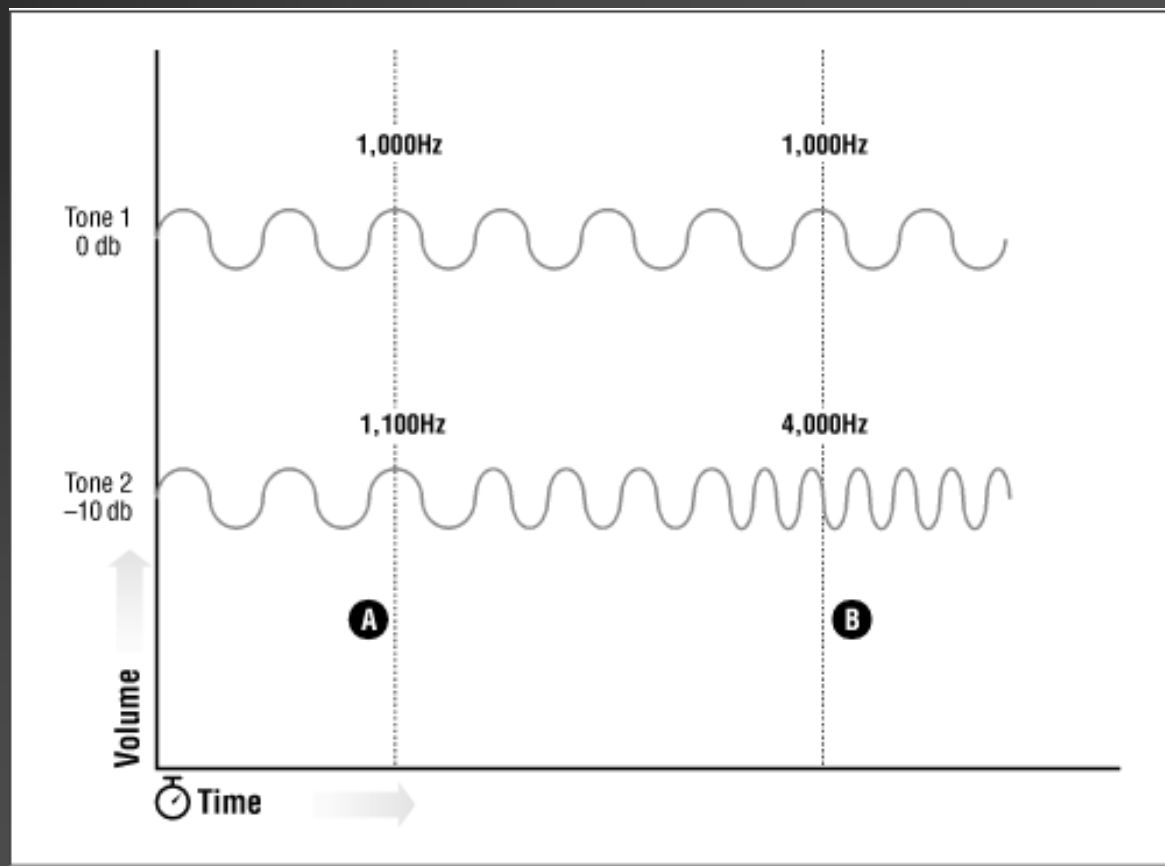 1,000Hz
1,000Hz
Tone 1
0 db
1,100Hz
4,000Hz
Tone 2
–10 db
A
B
Volume
Time